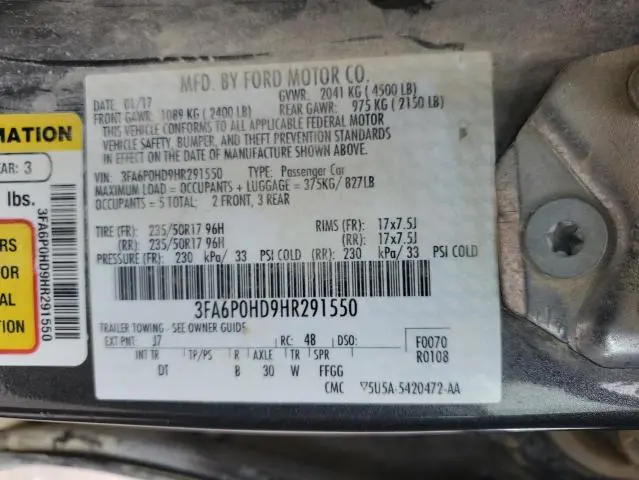 MFD. BY FORD MOTOR CO.
DATE 01/17 GVWR: 2041 KG ( 4500 LB)
FRONT GAWR: 1089 KG ( 2400 LB) REAR GAWR: 975 KG ( 2150 LB)
THIS VEHICLE CONFORMS TO ALL APPLICABLE FEDERAL MOTOR
VEHICLE SAFETY, BUMPER, AND THEFT PREVENTION STANDARDS
IN EFFECT ON THE DATE OF MANUFACTURE SHOWN ABOVE.
VIN: 3FA6P0HD9HR291550 TYPE: Passenger Car
MAXIMUM LOAD = OCCUPANTS + LUGGAGE = 375KG/ 827LB
OCCUPANTS = 5 TOTAL: 2 FRONT, 3 REAR
TIRE (FR): 235/50R17 96H RIMS (FR): 17x7.5J
(RR): 235/50R17 96H (RR): 17x7.5J
PRESSURE (FR): 230 kPa/ 33 PSI COLD (RR): 230 kPa/ 33 PSI COLD
3FA6P0HD9HR291550
TRAILER TOWING - SEE OWNER GUIDE
EXT PNT: J7 RC: 48 DSO: F0070
R0108
INT TR TP/PS R AXLE TR SPR
DT B 30 W FFGG
CMC 5U5A-5420472-AA
MATION
EAR: 3
lbs.
RS
OR
AL
TION
3FA6P0HD9HR291550